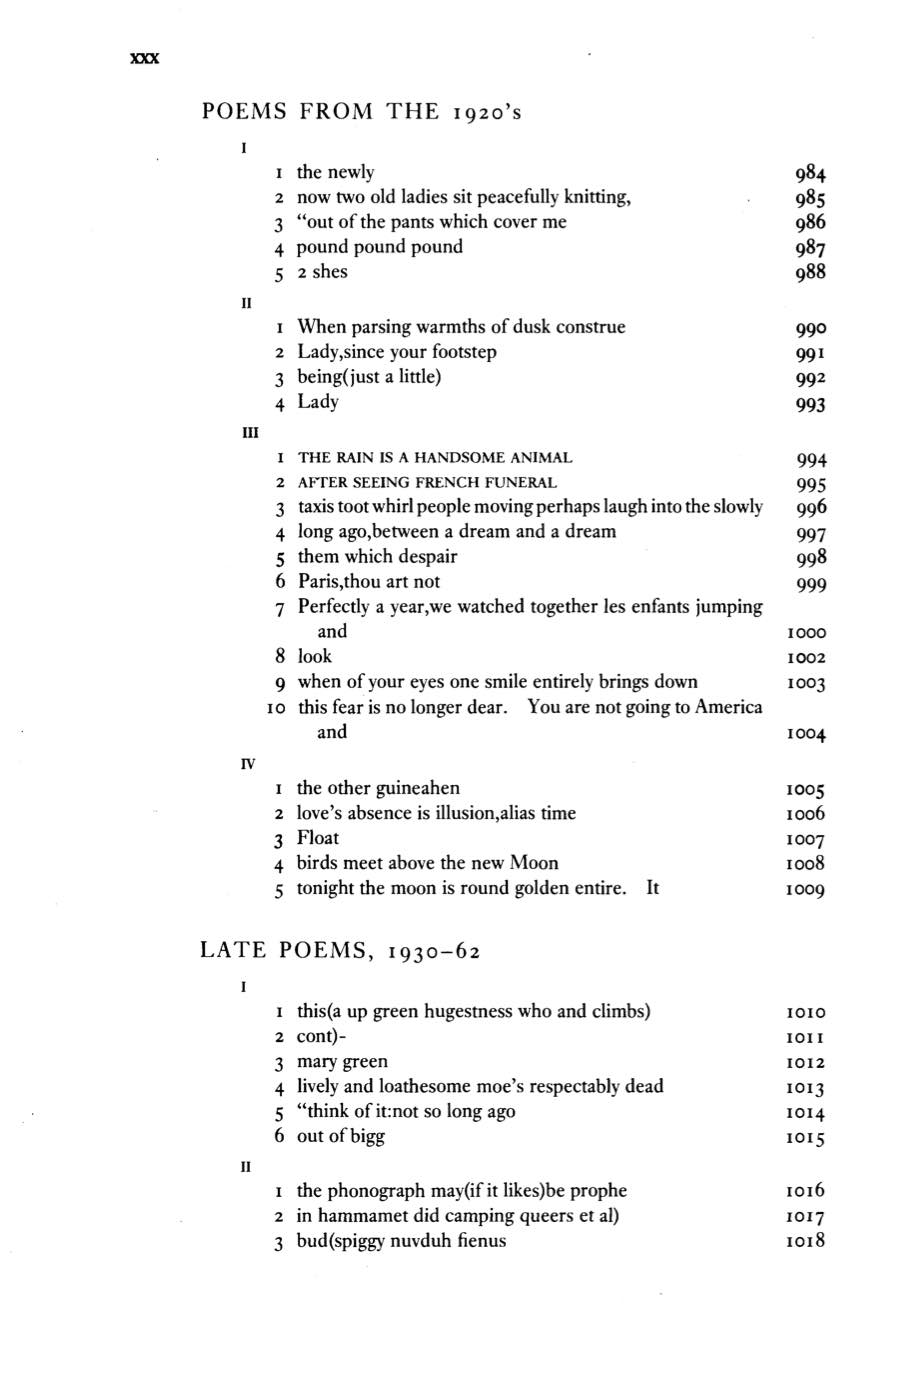 xxx
POEMS FROM THE 1920's
I
1 the newly 984
2 now two old ladies sit peacefully knitting, 985
3 “out of the pants which cover me 986
4 pound pound pound 987
5 2 shes 988
II
1 When parsing warmths of dusk construe 990
2 Lady,since your footstep 991
3 being(just a little) 992
4 Lady 993
III
1 THE RAIN IS A HANDSOME ANIMAL 994
2 AFTER SEEING FRENCH FUNERAL 995
3 taxis toot whirl people moving perhaps laugh into the slowly 996
4 long ago,between a dream and a dream 997
5 them which despair 998
6 Paris,thou art not 999
7 Perfectly a year,we watched together les enfants jumping
and 1000
8 look 1002
9 when of your eyes one smile entirely brings down 1003
10 this fear is no longer dear. You are not going to America
and 1004
IV
1 the other guineahen 1005
2 love's absence is illusion,alias time 1006
3 Float 1007
4 birds meet above the new Moon 1008
5 tonight the moon is round golden entire. It 1009
LATE POEMS, 1930–62
I
1 this(a up green hugestness who and climbs) 1010
2 cont)- 1011
3 mary green 1012
4 lively and loathesome moe's respectably dead 1013
5 “think of it:not so long ago 1014
6 out of bigg 1015
II
1 the phonograph may(if it likes)be prophe 1016
2 in hammamet did camping queers et al) 1017
3 bud(spiggy nuvduh fienus 1018